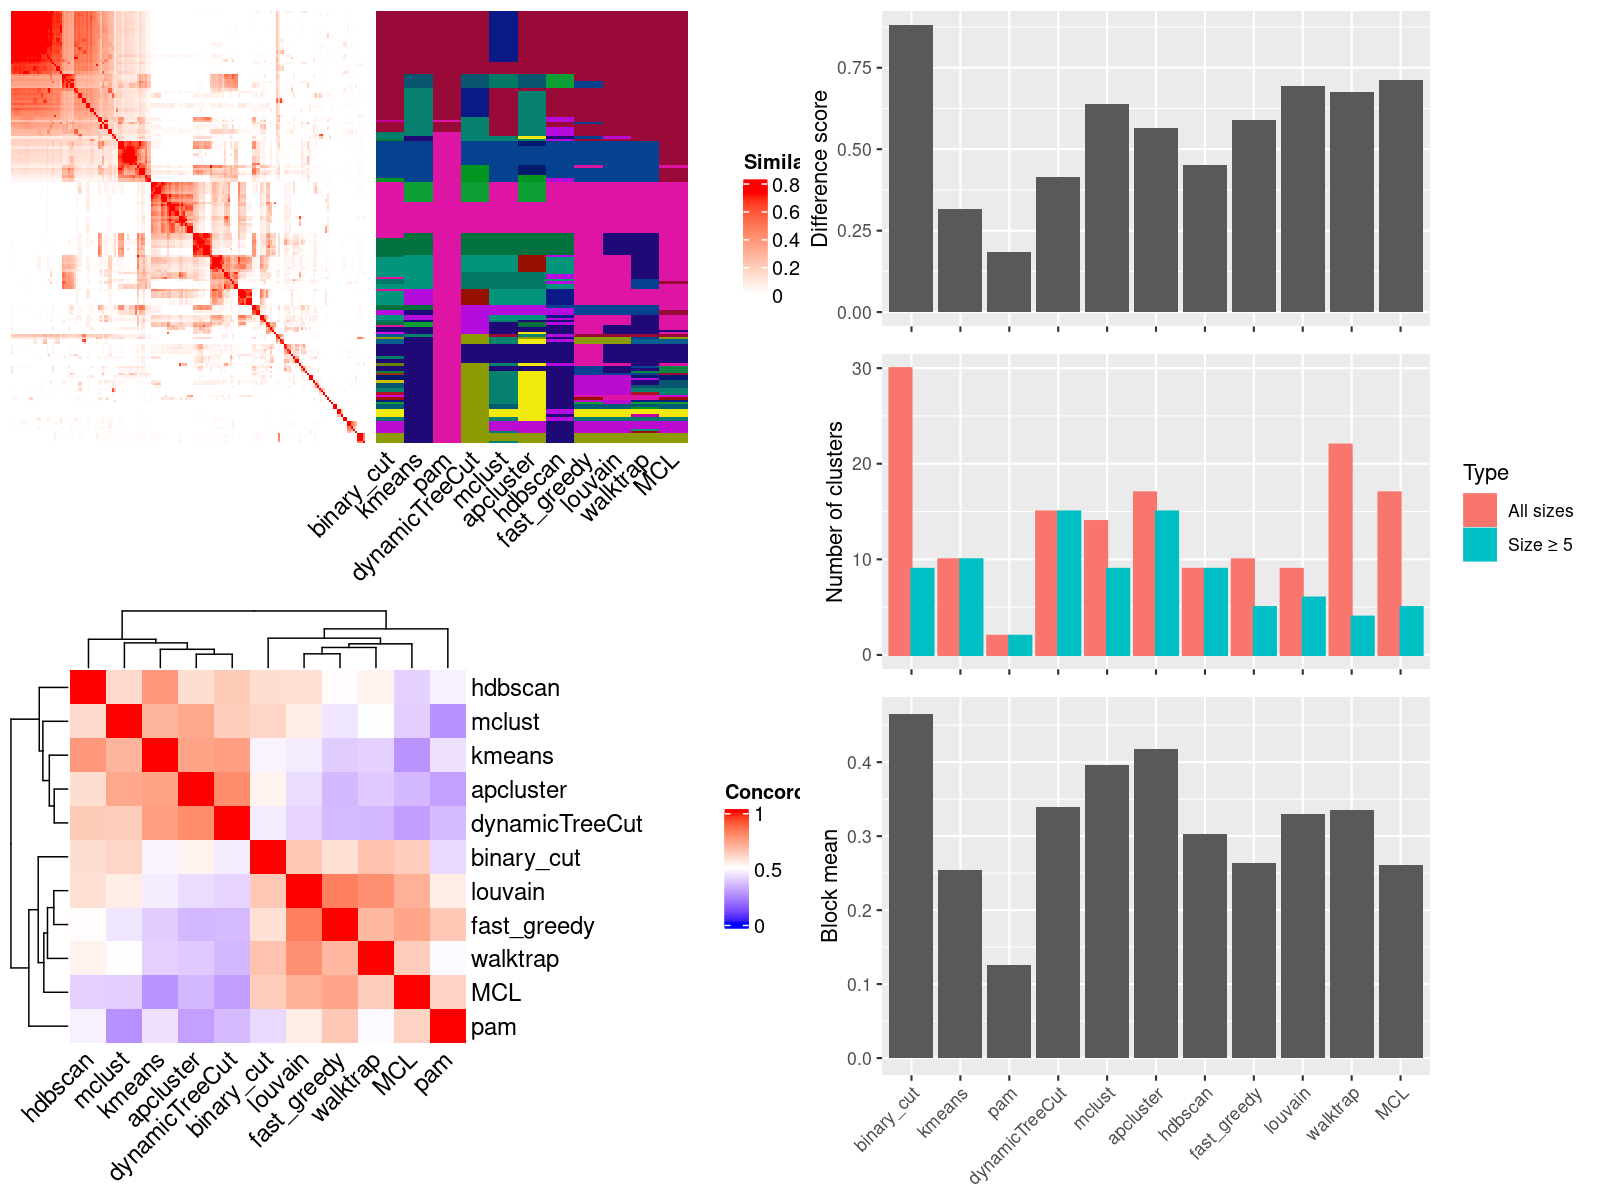 Simila
0.8
0.6
0.4
0.2
0
binary_cut
kmeans
pam
dynamicTreeCut
mclust
apcluster
hdbscan
fast_greedy
louvain
walktrap
MCL
hdbscan
mclust
kmeans
apcluster
dynamicTreeCut
binary_cut
louvain
fast_greedy
walktrap
MCL
pam
hdbscan
mclust
kmeans
apcluster
dynamicTreeCut
binary_cut
louvain
fast_greedy
walktrap
MCL
pam
Concord
1
0.5
0
Difference score
0.75
0.50
0.25
0.00
Number of clusters
30
20
10
0
Type
All sizes
Size ≥ 5
Block mean
0.4
0.3
0.2
0.1
0.0
binary_cut
kmeans
pam
dynamicTreeCut
mclust
apcluster
hdbscan
fast_greedy
louvain
walktrap
MCL